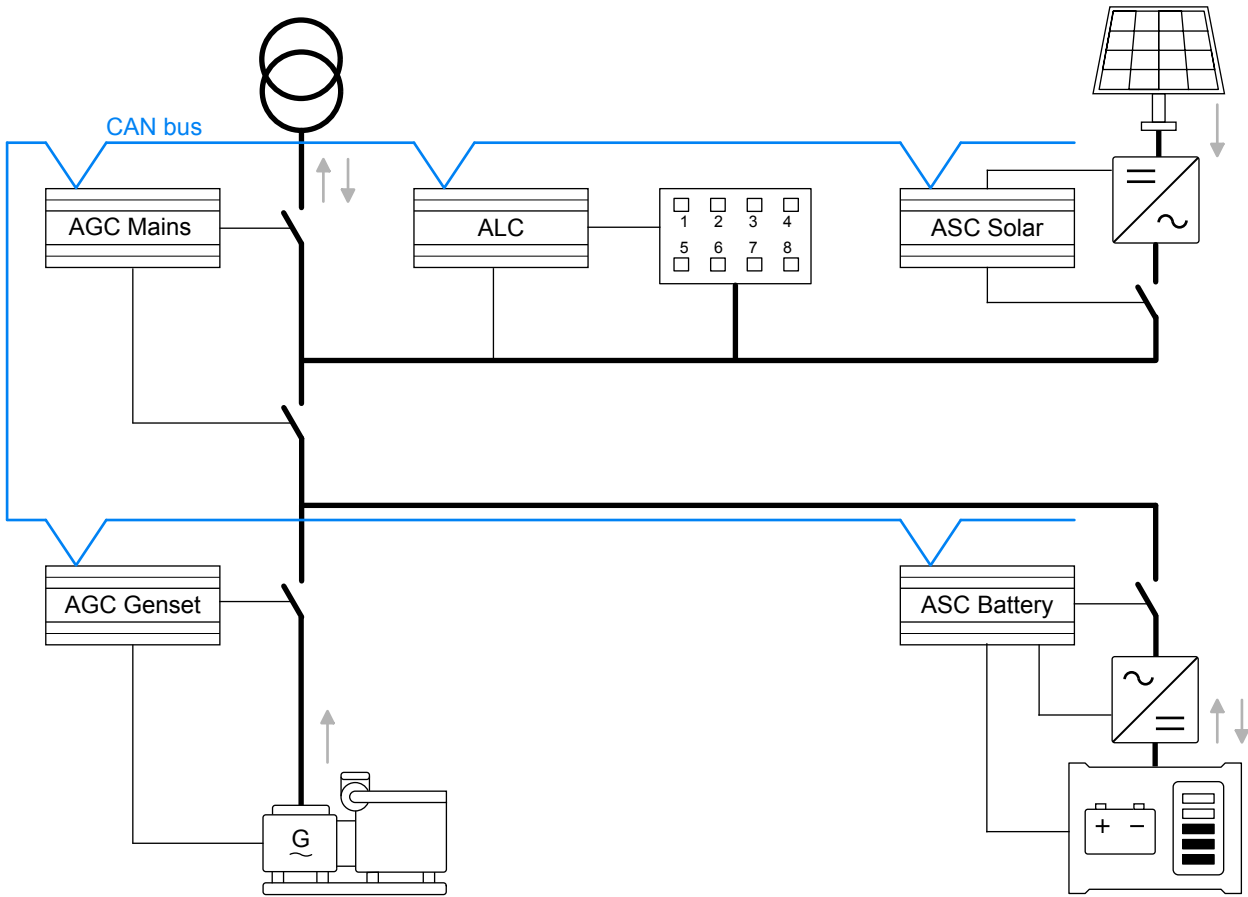 CAN bus
AGC Mains
ALC
1 2 3 4
5 6 7 8
ASC Solar
AGC Genset
ASC Battery
G
+ −